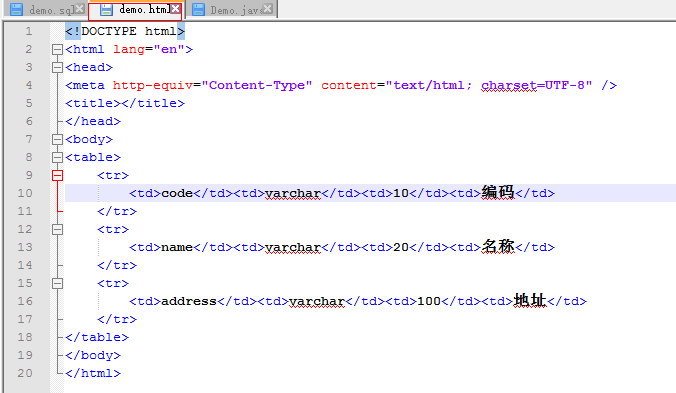 demo.sql demo.html Demo.java
1 <!DOCTYPE html>
2 <html lang="en">
3 <head>
4 <meta http-equiv="Content-Type" content="text/html; charset=UTF-8" />
5 <title></title>
6 </head>
7 <body>
8 <table>
9 <tr>
10 <td>code</td><td>varchar</td><td>10</td><td>编码</td>
11 </tr>
12 <tr>
13 <td>name</td><td>varchar</td><td>20</td><td>名称</td>
14 </tr>
15 <tr>
16 <td>address</td><td>varchar</td><td>100</td><td>地址</td>
17 </tr>
18 </table>
19 </body>
20 </html>